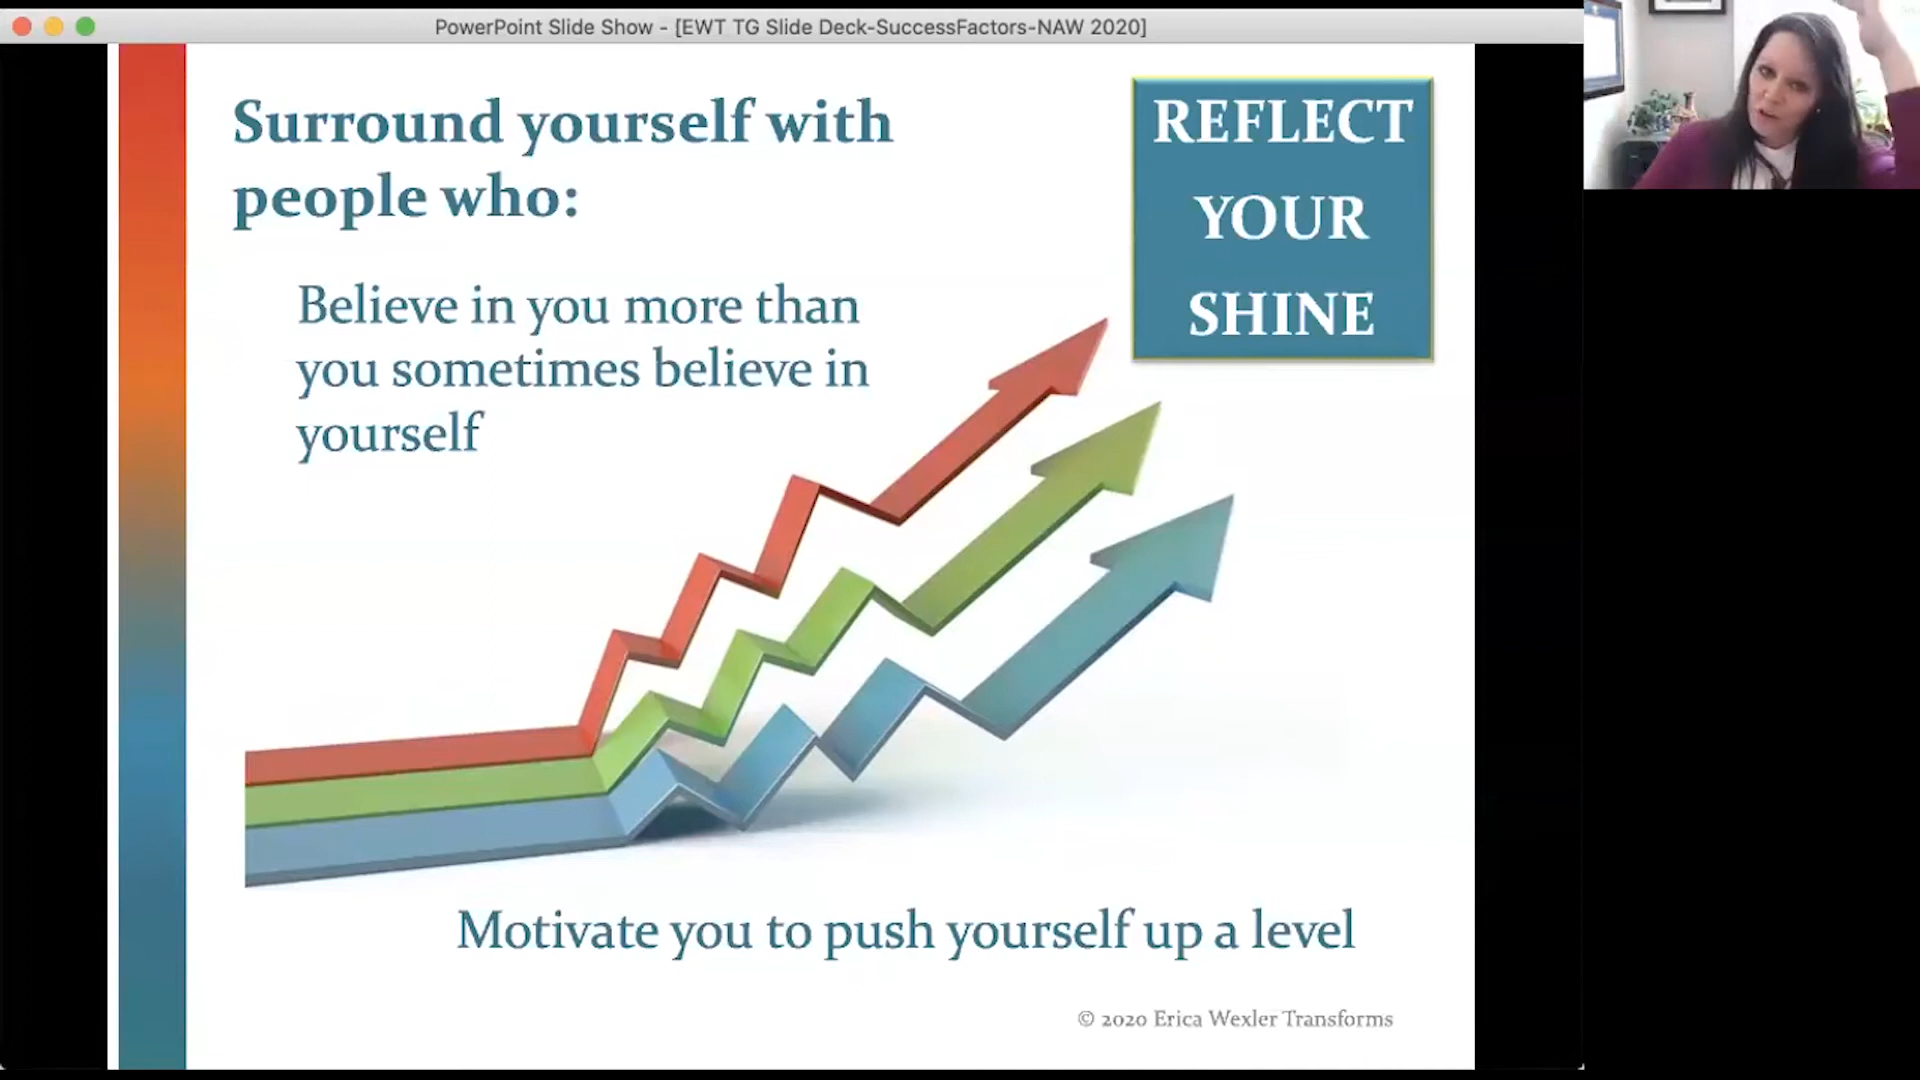 PowerPoint Slide Show - [EWT TG Slide Deck-SuccessFactors-NAW 2020]
Surround yourself with
people who:
REFLECT
YOUR
SHINE
Believe in you more than
you sometimes believe in
yourself
Motivate you to push yourself up a level
© 2020 Erica Wexler Transforms